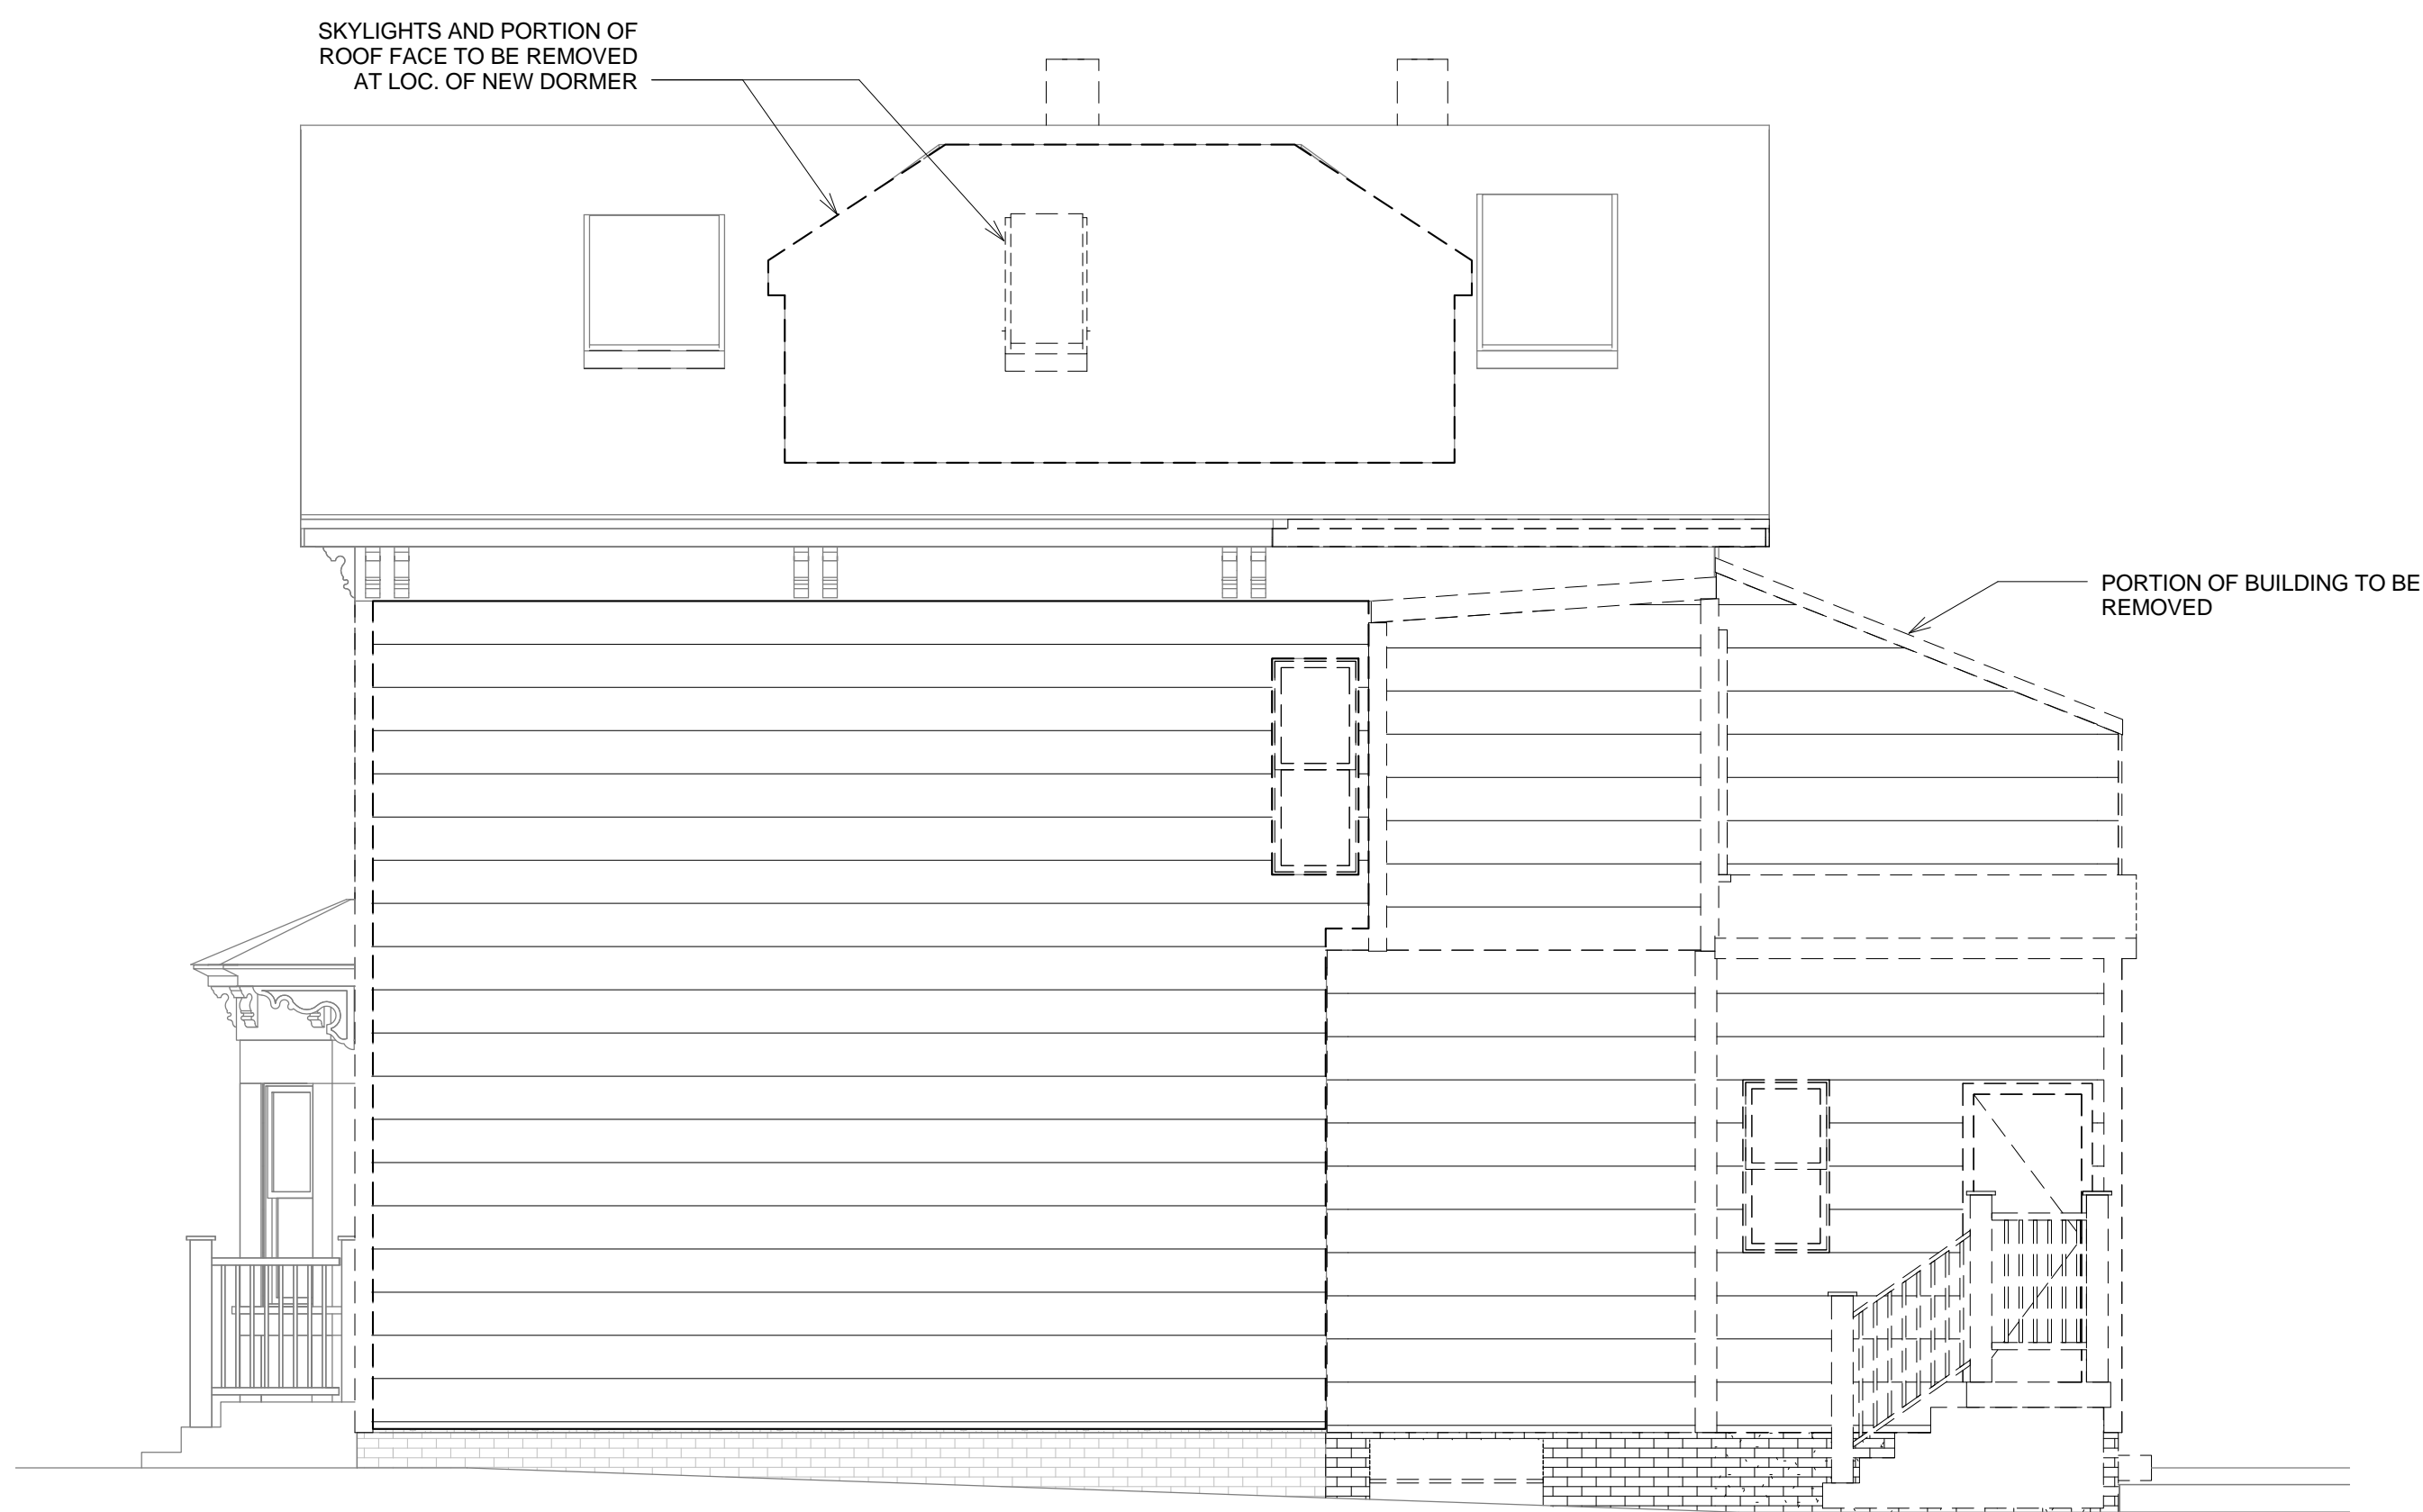 SKYLIGHTS AND PORTION OF
ROOF FACE TO BE REMOVED
AT LOC. OF NEW DORMER
PORTION OF BUILDING TO BE
REMOVED